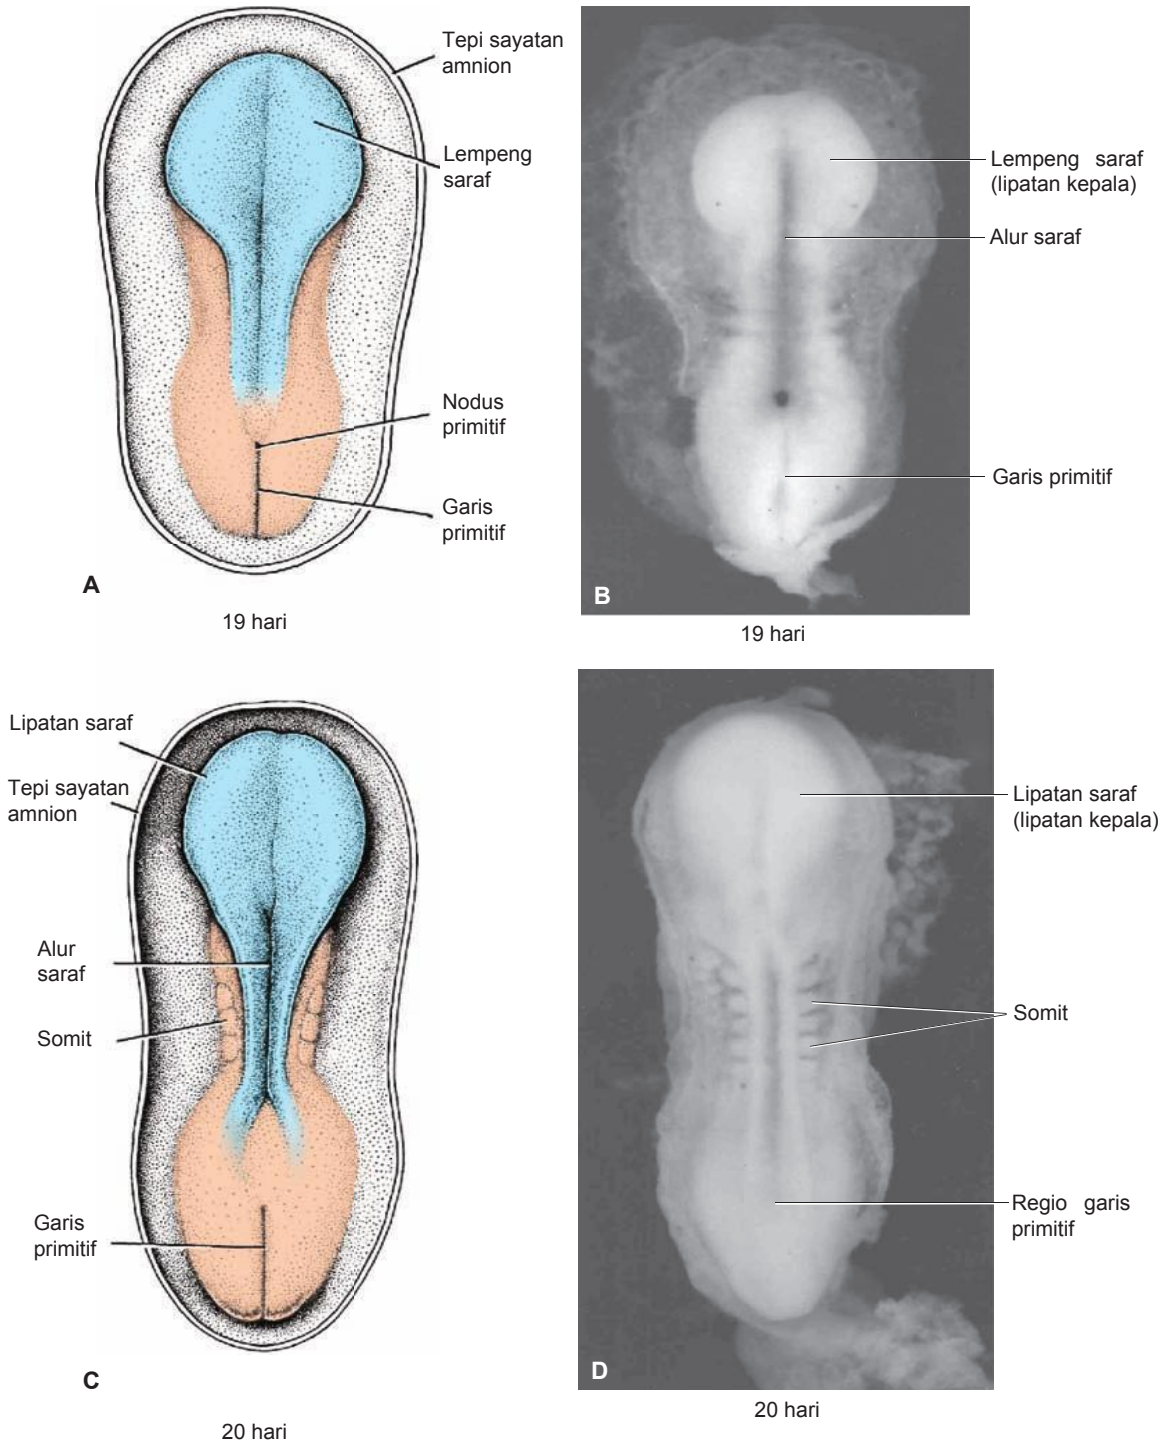 Tepi sayatan
amnion
Lempeng
saraf
Nodus
primitif
Garis
primitif
A
19 hari
Lempeng saraf
(lipatan kepala)
Alur saraf
Garis primitif
B
19 hari
Lipatan saraf
Tepi sayatan
amnion
Alur
saraf
Somit
Garis
primitif
C
20 hari
Lipatan saraf
(lipatan kepala)
Somit
Regio garis
primitif
D
20 hari